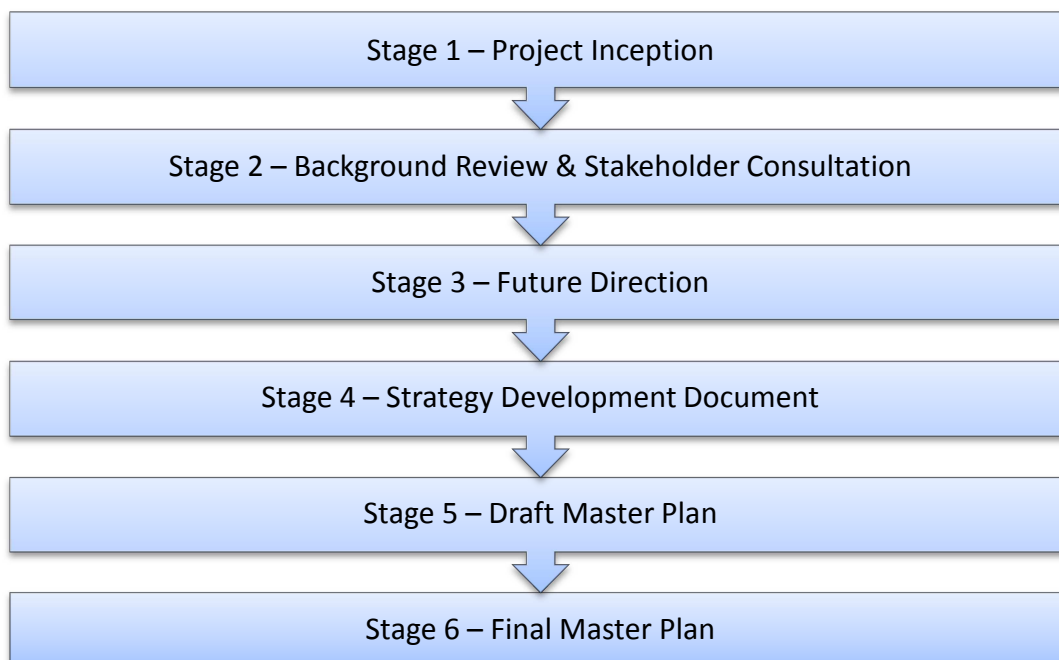 Stage 1 – Project Inception
Stage 2 – Background Review & Stakeholder Consultation
Stage 3 – Future Direction
Stage 4 – Strategy Development Document
Stage 5 – Draft Master Plan
Stage 6 – Final Master Plan